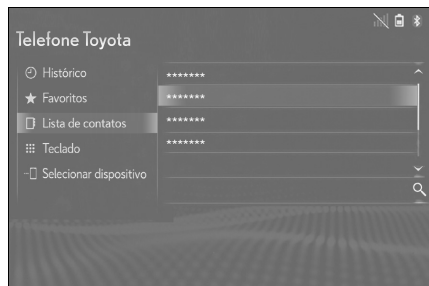 Telefone Toyota
Histórico
Favoritos
Lista de contatos
Teclado
Selecionar dispositivo
*******
*******
*******
*******